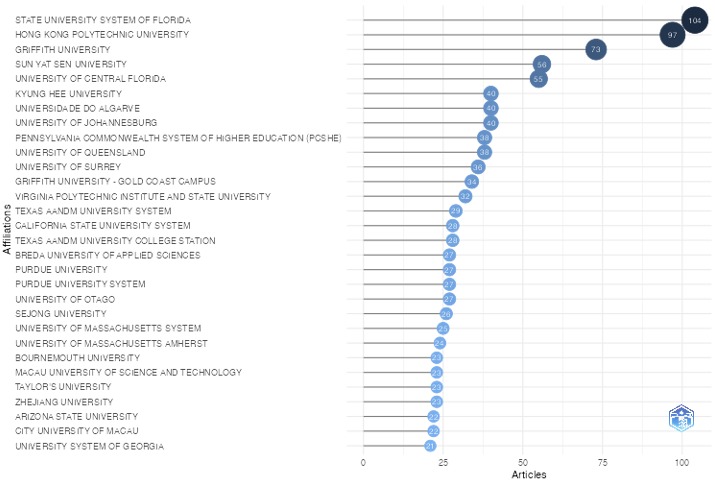 STATE UNIVERSITY SYSTEM OF FLORIDA 104
HONG KONG POLYTECHNIC UNIVERSITY 97
GRIFFITH UNIVERSITY 73
SUN YAT SEN UNIVERSITY 56
UNIVERSITY OF CENTRAL FLORIDA 55
KYUNG HEE UNIVERSITY 40
UNIVERSIDADE DO ALGARVE 40
UNIVERSITY OF JOHANNESBURG 40
PENNSYLVANIA COMMONWEALTH SYSTEM OF HIGHER EDUCATION (PCSHE) 38
UNIVERSITY OF QUEENSLAND 38
UNIVERSITY OF SURREY 36
GRIFFITH UNIVERSITY - GOLD COAST CAMPUS 34
VIRGINIA POLYTECHNIC INSTITUTE AND STATE UNIVERSITY 32
TEXAS AANDM UNIVERSITY SYSTEM 29
CALIFORNIA STATE UNIVERSITY SYSTEM 28
TEXAS AANDM UNIVERSITY COLLEGE STATION 28
BREDA UNIVERSITY OF APPLIED SCIENCES 27
PURDUE UNIVERSITY 27
PURDUE UNIVERSITY SYSTEM 27
UNIVERSITY OF OTAGO 27
SEJONG UNIVERSITY 26
UNIVERSITY OF MASSACHUSETTS SYSTEM 25
UNIVERSITY OF MASSACHUSETTS AMHERST 24
BOURNEMOUTH UNIVERSITY 23
MACAU UNIVERSITY OF SCIENCE AND TECHNOLOGY 23
TAYLOR'S UNIVERSITY 23
ZHEJIANG UNIVERSITY 23
ARIZONA STATE UNIVERSITY 22
CITY UNIVERSITY OF MACAU 22
UNIVERSITY SYSTEM OF GEORGIA 21
Affiliations
0 25 50 75 100
Articles